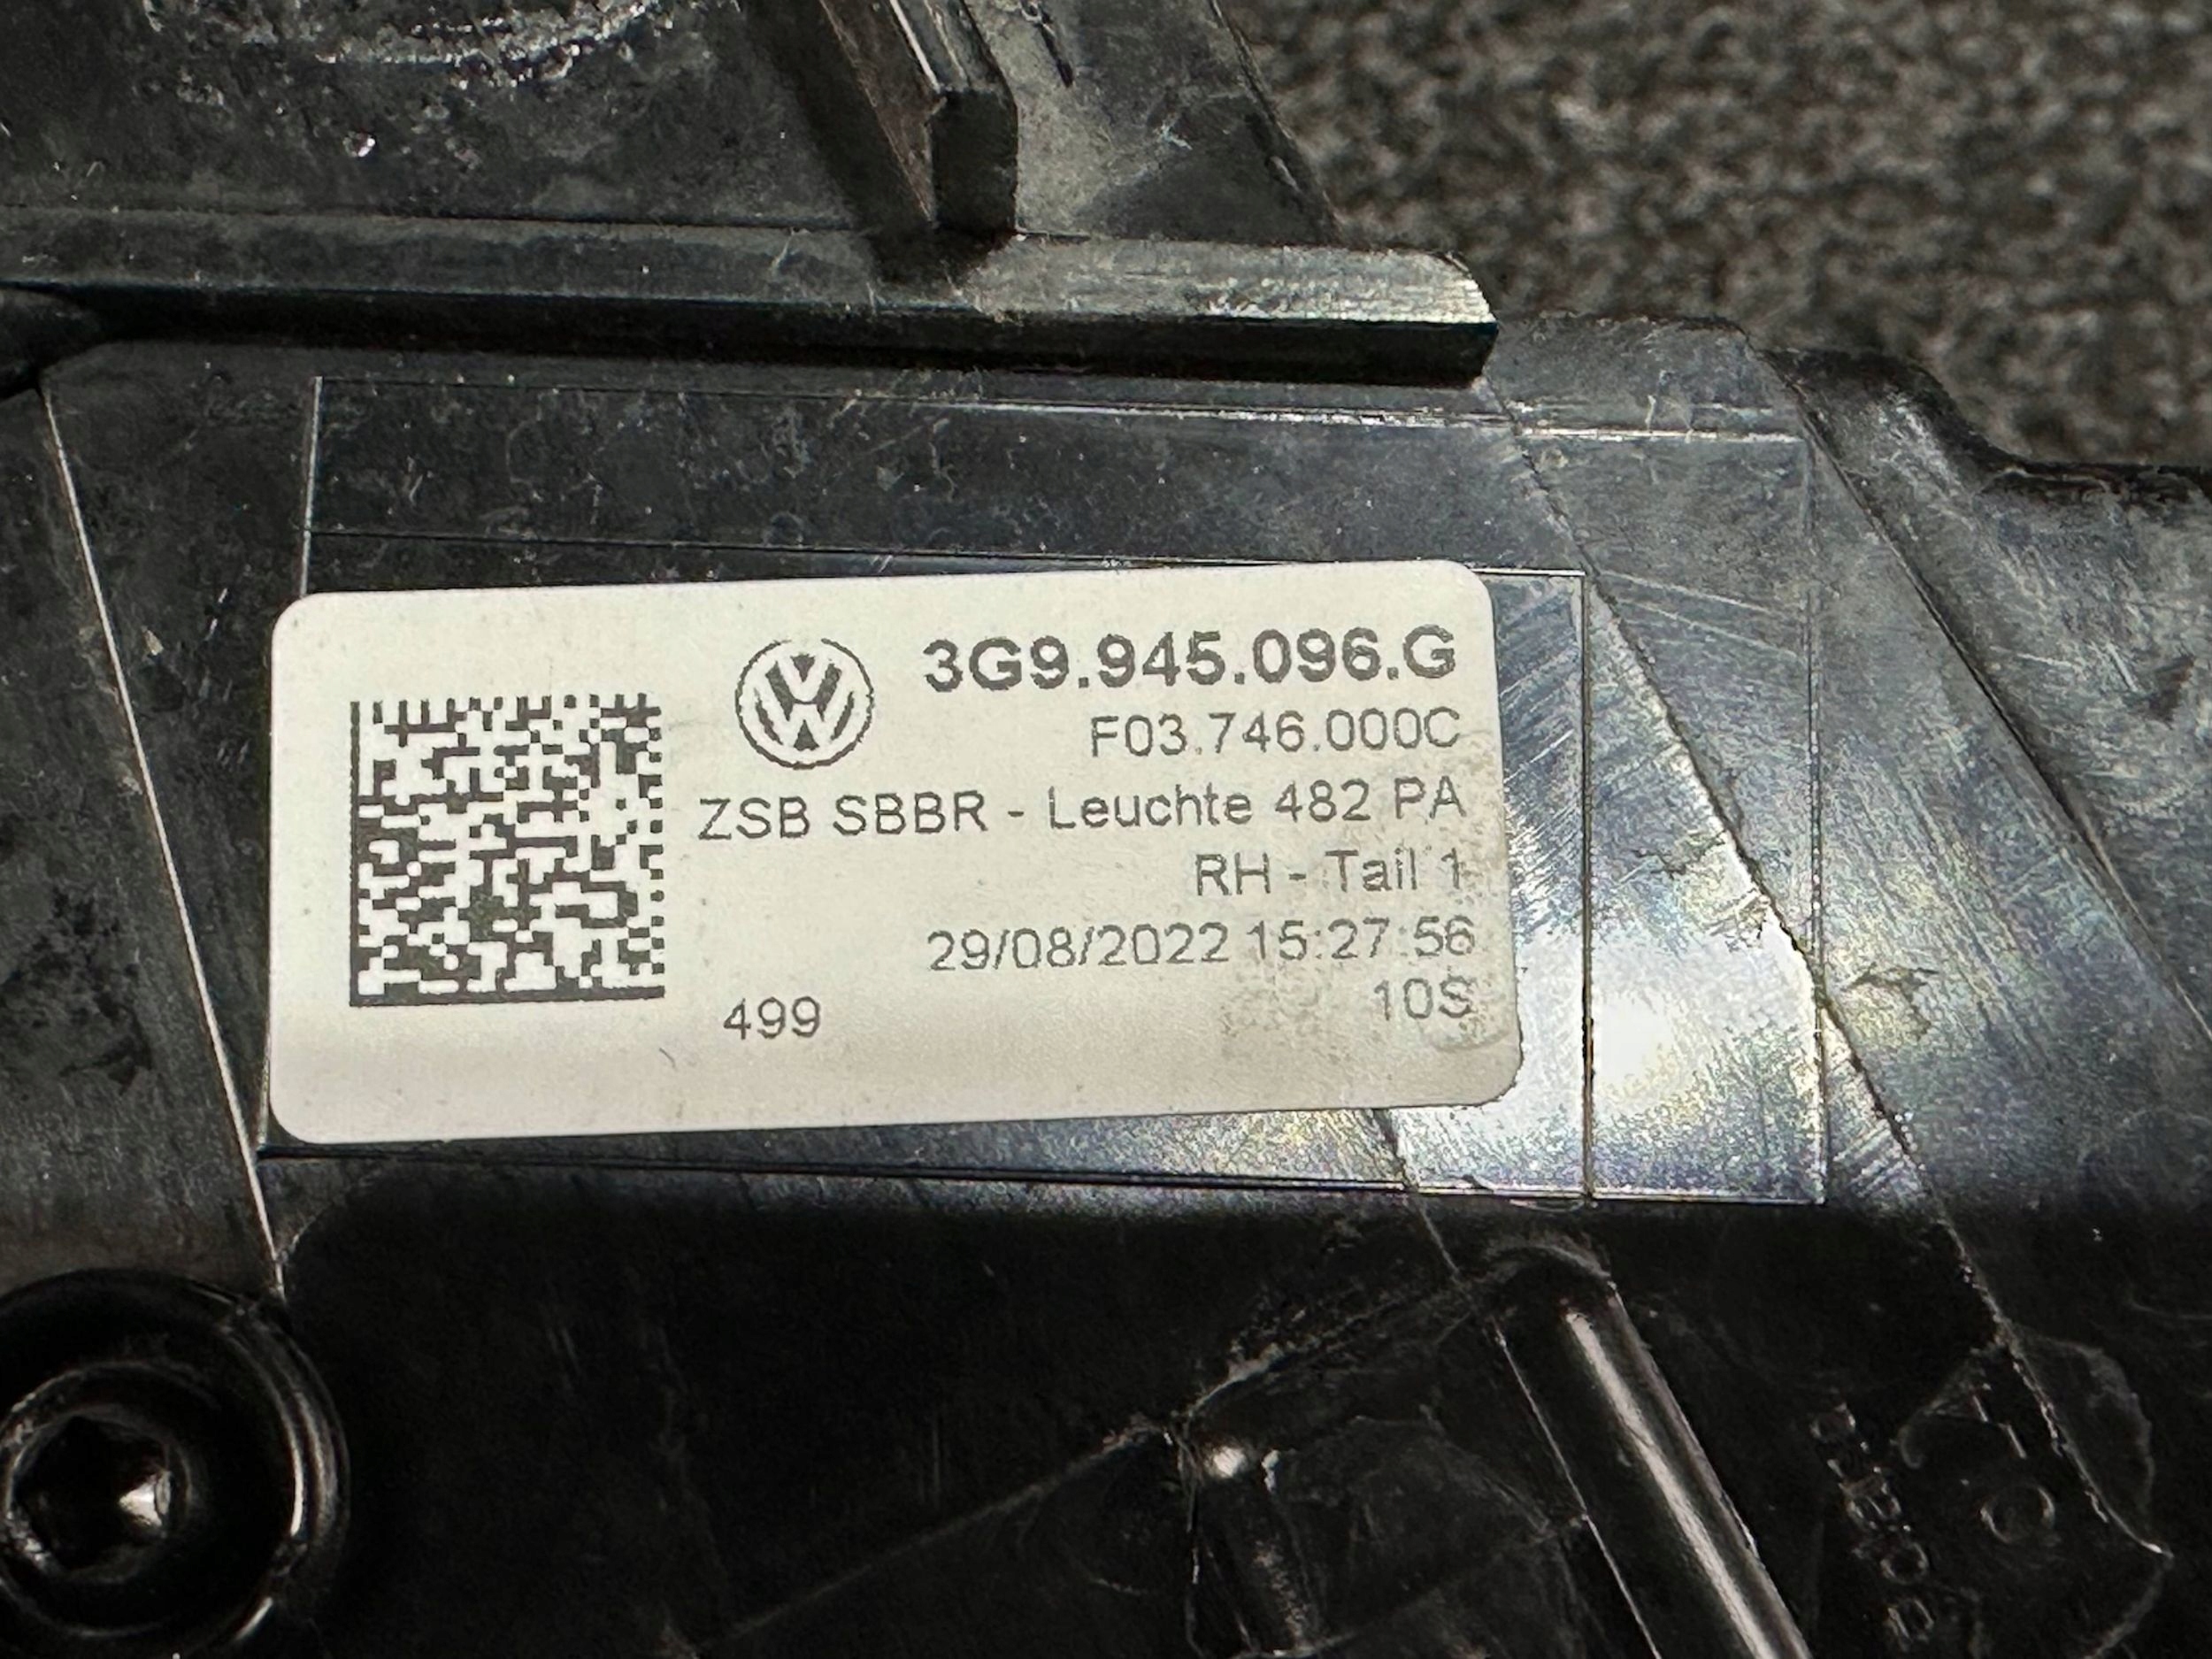 3G9.945.096.G
F03.746.000C
ZSB SBBR - Leuchte 482 PA
RH - Tail 1
29/08/2022 15:27:56
10S
499